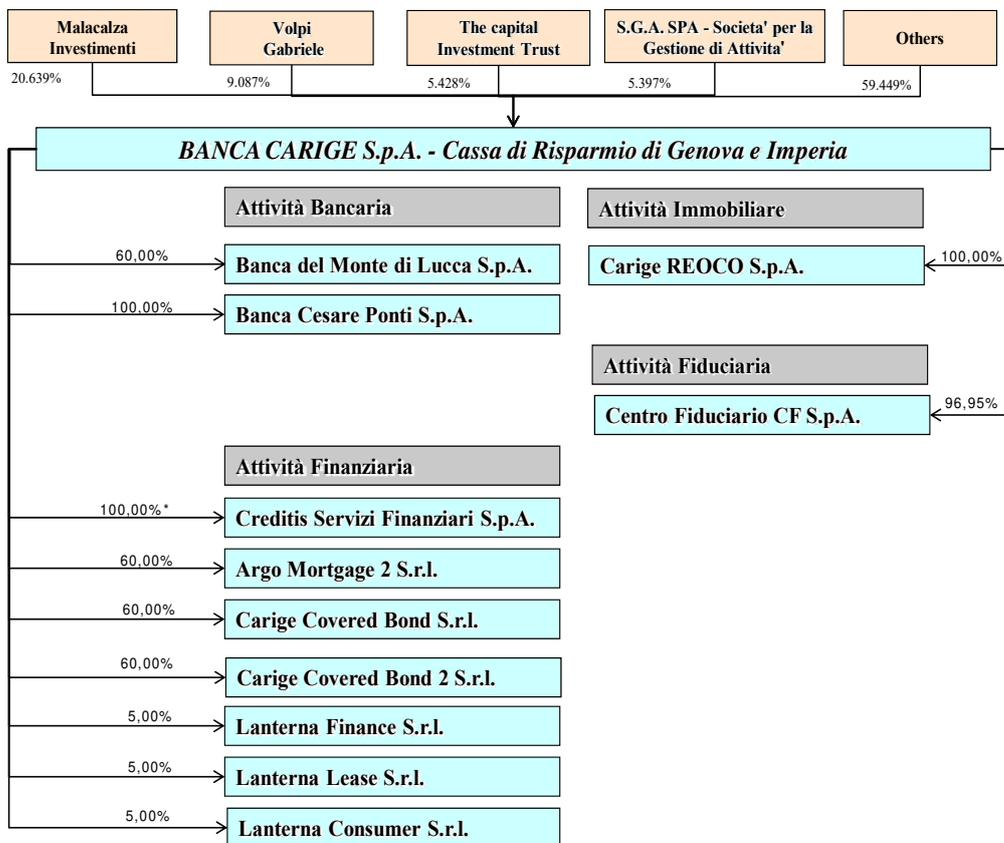 Malacalza
Investimenti
Volpi
Gabriele
The capital
Investment Trust
S.G.A. SPA - Societa' per la
Gestione di Attivita'
Others
20.639%
9.087%
5.428%
5.397%
59.449%
BANCA CARIGE S.p.A. - Cassa di Risparmio di Genova e Imperia
Attività Bancaria
Attività Immobiliare
60,00%
Banca del Monte di Lucca S.p.A.
Carige REOCO S.p.A.
100,00%
100,00%
Banca Cesare Ponti S.p.A.
Attività Fiduciaria
Centro Fiduciario CF S.p.A.
96,95%
Attività Finanziaria
100,00%*
Creditis Servizi Finanziari S.p.A.
60,00%
Argo Mortgage 2 S.r.l.
60,00%
Carige Covered Bond S.r.l.
60,00%
Carige Covered Bond 2 S.r.l.
5,00%
Lanterna Finance S.r.l.
5,00%
Lanterna Lease S.r.l.
5,00%
Lanterna Consumer S.r.l.